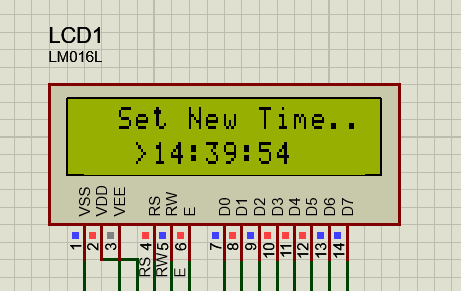 LCD1
LM016L
Set New Time..
>14:39:54
VSS VDD VEE RS RW E D0 D1 D2 D3 D4 D5 D6 D7
1 2 3 4 5 6 7 8 9 10 11 12 13 14
RS RW E